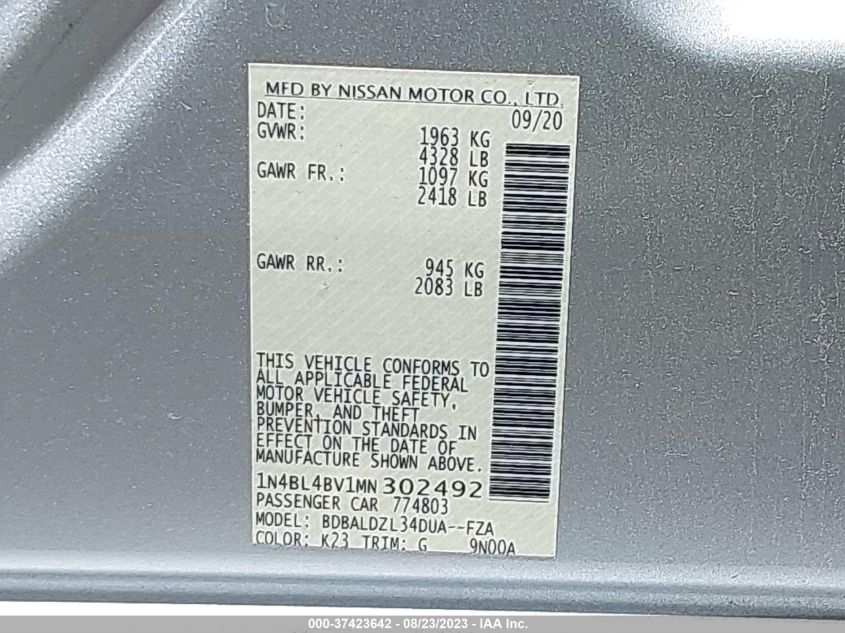 MFD BY NISSAN MOTOR CO., LTD.
DATE: 09/20
GVWR: 1963 KG
4328 LB
GAWR FR.: 1097 KG
2418 LB
GAWR RR.: 945 KG
2083 LB
THIS VEHICLE CONFORMS TO
ALL APPLICABLE FEDERAL
MOTOR VEHICLE SAFETY,
BUMPER, AND THEFT
PREVENTION STANDARDS IN
EFFECT ON THE DATE OF
MANUFACTURE SHOWN ABOVE.
1N4BL4BV1MN302492
PASSENGER CAR 774803
MODEL: BDBALDZL34DUA--FZA
COLOR: K23 TRIM: G 9N00A
000-37423642 - 08/23/2023 - IAA Inc.